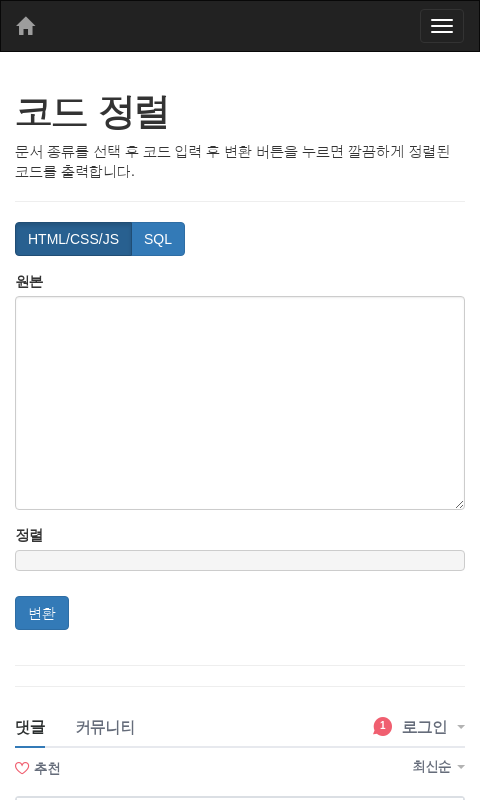 코드 정렬
문서 종류를 선택 후 코드 입력 후 변환 버튼을 누르면 깔끔하게 정렬된
코드를 출력합니다.
HTML/CSS/JS SQL
원본
정렬
변환
댓글 커뮤니티 1 로그인
추천 최신순